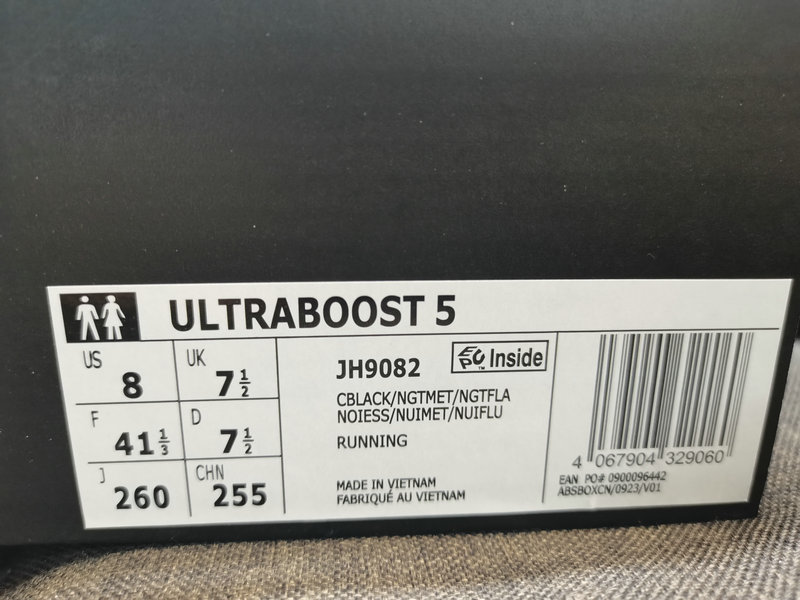 ULTRABOOST 5
US 8
UK 7 1/2
F 41 1/3
D 7 1/2
J 260
CHN 255
JH9082
EPC Inside
TM
CBLACK/NGTMET/NGTFLA
NOIESS/NUIMET/NUIFLU
RUNNING
MADE IN VIETNAM
FABRIQUÉ AU VIETNAM
4 067904 329060
EAN PO# 0900096442
ABSBOXCN/0923/V01